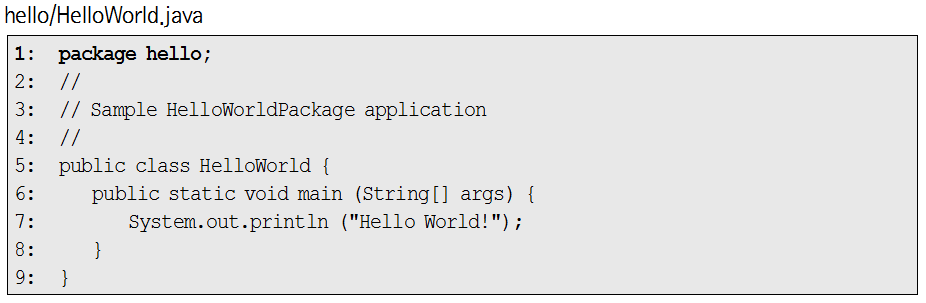 hello/HelloWorld.java
1: package hello;
2: //
3: // Sample HelloWorldPackage application
4: //
5: public class HelloWorld {
6: public static void main (String[] args) {
7: System.out.println ("Hello World!");
8: }
9: }